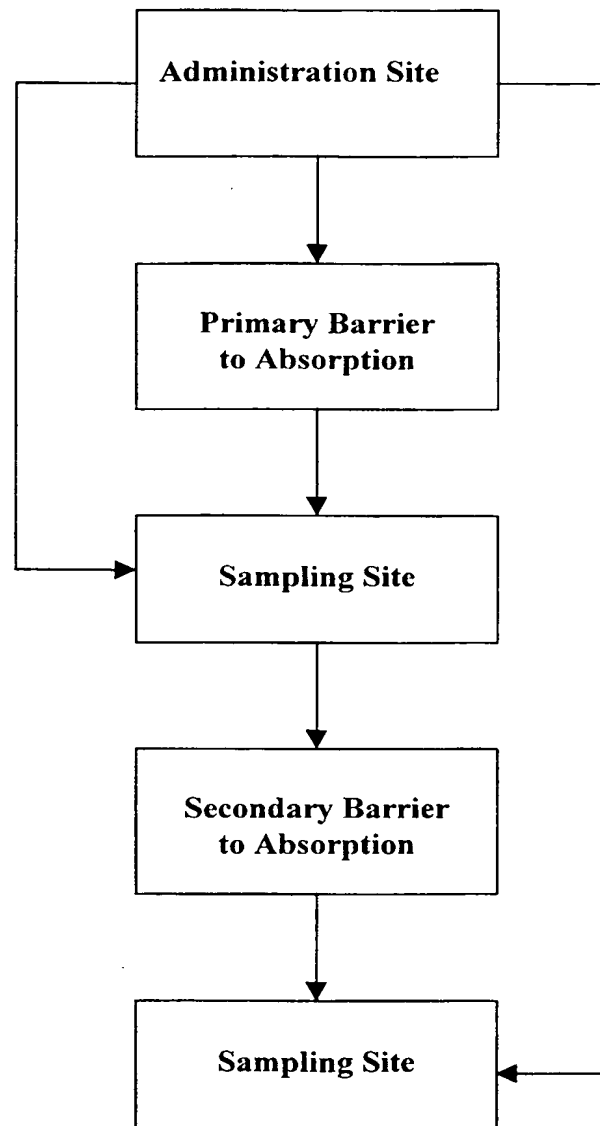 Administration Site
Primary Barrier
to Absorption
Sampling Site
Secondary Barrier
to Absorption
Sampling Site